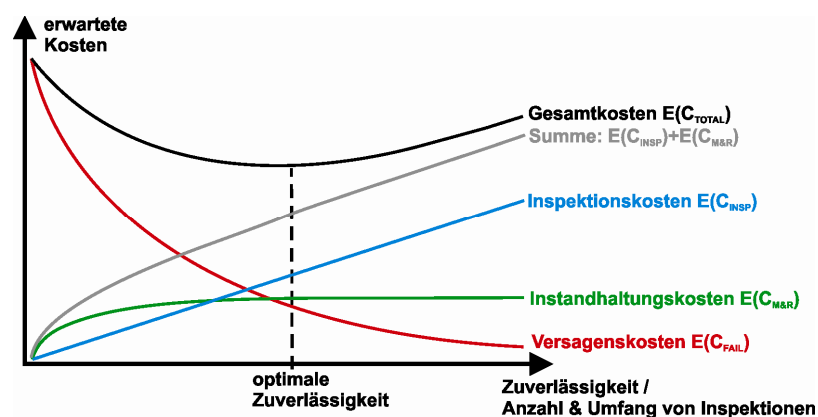 erwartete
Kosten
Gesamtkosten E(CTOTAL)
Summe: E(CINSP)+E(CM&R)
Inspektionskosten E(CINSP)
Instandhaltungskosten E(CM&R)
Versagenskosten E(CFAIL)
optimale
Zuverlässigkeit
Zuverlässigkeit /
Anzahl & Umfang von Inspektionen